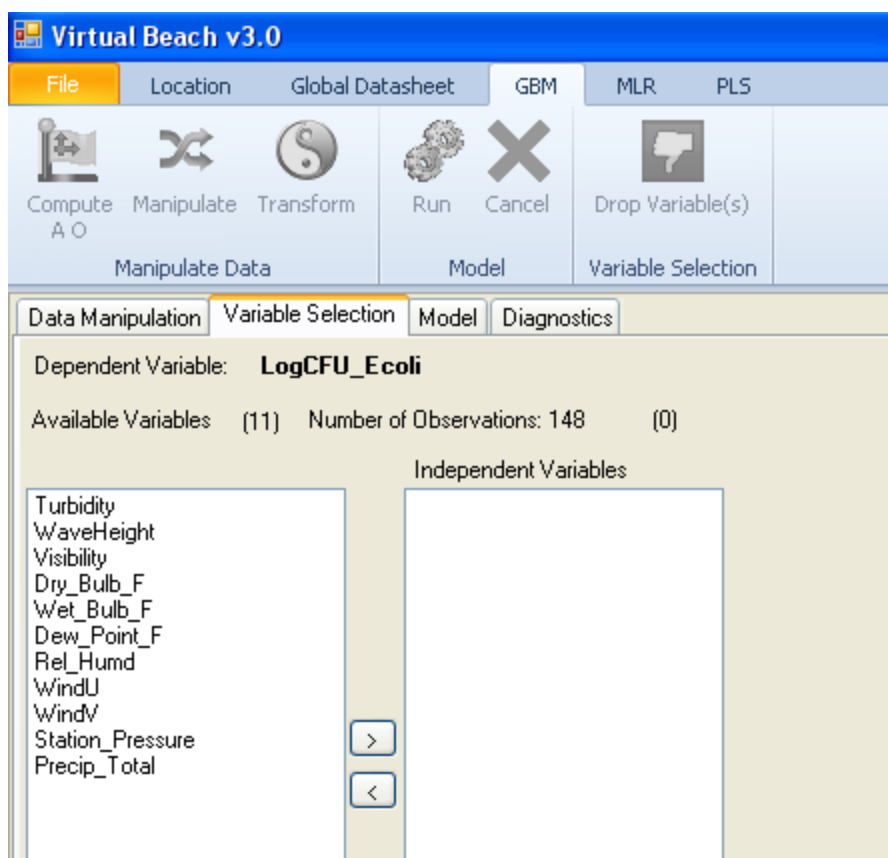 Virtual Beach v3.0
File Location Global Datasheet GBM MLR PLS
Compute A O Manipulate Transform Run Cancel Drop Variable(s)
Manipulate Data Model Variable Selection
Data Manipulation Variable Selection Model Diagnostics
Dependent Variable: LogCFU_Ecoli
Available Variables (11) Number of Observations: 148 (0)
Independent Variables
Turbidity
WaveHeight
Visibility
Dry_Bulb_F
Wet_Bulb_F
Dew_Point_F
Rel_Humd
WindU
WindV
Station_Pressure
Precip_Total
>
<